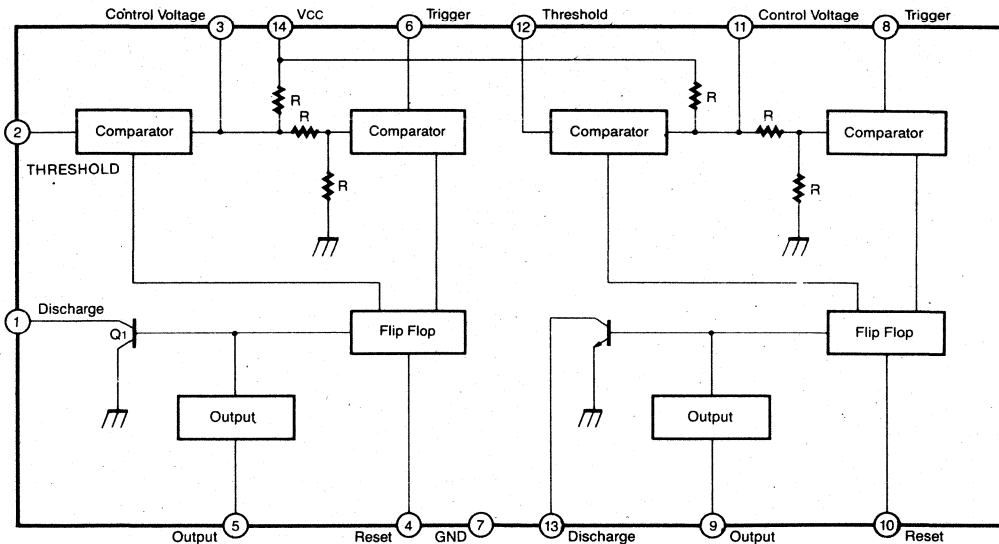 Control Voltage
3
14
VCC
6
Trigger
12
Threshold
11
Control Voltage
8
Trigger
R
R
R
R
2
Comparator
Comparator
Comparator
Comparator
THRESHOLD
R
R
1
Discharge
Q1
Flip Flop
Flip Flop
Output
Output
Output
5
Reset
4
GND
7
13
Discharge
9
Output
10
Reset